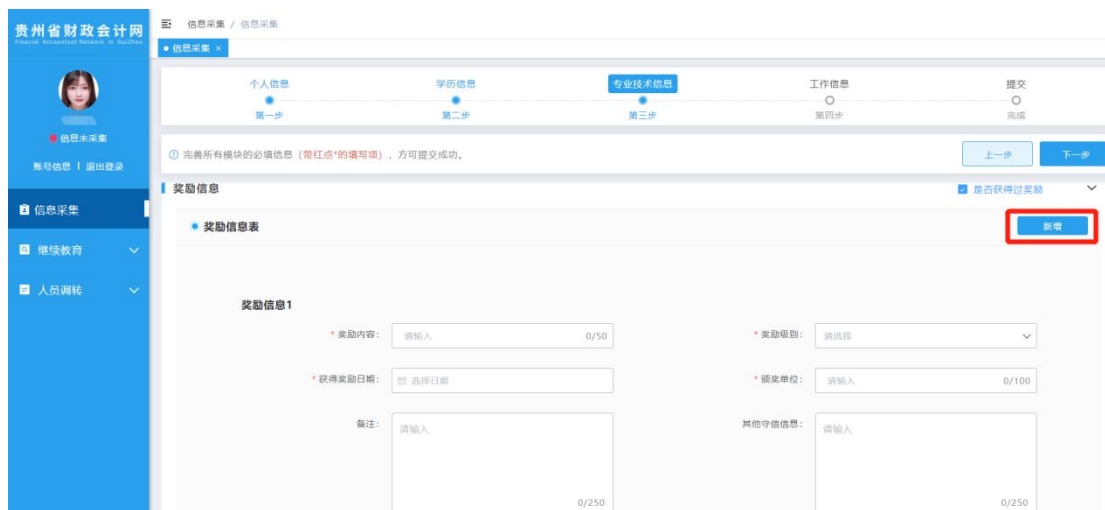 贵州省财政会计网
Finacial Accountant Network in GuiZhou
信息采集 / 信息采集
信息采集 ×
信息未采集
账号信息 | 退出登录
信息采集
继续教育
人员调转
个人信息 学历信息 专业技术信息 工作信息 提交
第一步 第二步 第三步 第四步 完成
完善所有模块的必填信息 (带红点*的填写项) , 方可提交成功。
上一步 下一步
奖励信息 是否获得过奖励
奖励信息表 新增
奖励信息1
* 奖励内容: 请输入 0/50 * 奖励级别: 请选择
* 获得奖励日期: 选择日期 * 颁奖单位: 请输入 0/100
备注: 请输入 其他守信信息: 请输入
0/250 0/250